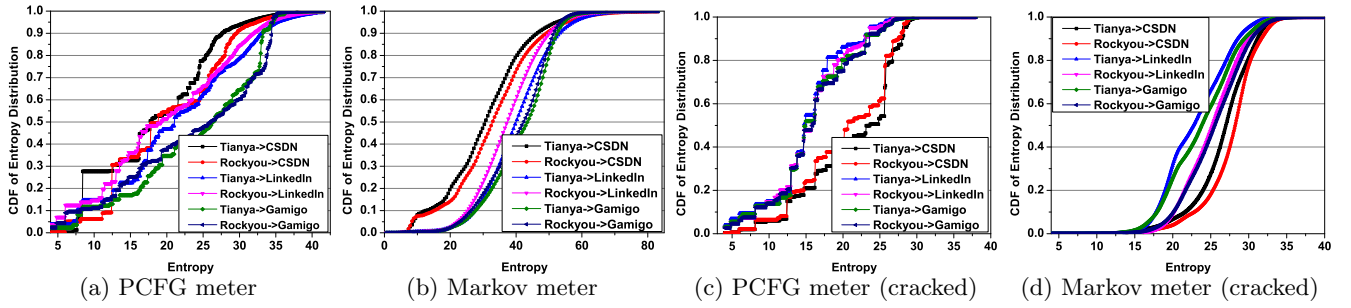 CDF of Entropy Distribution
1.0
0.9
0.8
0.7
0.6
0.5
0.4
0.3
0.2
0.1
0.0
Tianya->CSDN
Rockyou->CSDN
Tianya->LinkedIn
Rockyou->LinkedIn
Tianya->Gamigo
Rockyou->Gamigo
5 10 15 20 25 30 35 40
Entropy
(a) PCFG meter
CDF of Entropy Distribution
1.0
0.9
0.8
0.7
0.6
0.5
0.4
0.3
0.2
0.1
0.0
Tianya->CSDN
Rockyou->CSDN
Tianya->LinkedIn
Rockyou->LinkedIn
Tianya->Gamigo
Rockyou->Gamigo
0 20 40 60 80
Entropy
(b) Markov meter
CDF of Entropy Distribution
1.0
0.8
0.6
0.4
0.2
0.0
Tianya->CSDN
Rockyou->CSDN
Tianya->LinkedIn
Rockyou->LinkedIn
Tianya->Gamigo
Rockyou->Gamigo
5 10 15 20 25 30 35 40
Entropy
(c) PCFG meter (cracked)
CDF of Entropy Distribution
1.0
0.8
0.6
0.4
0.2
0.0
Tianya->CSDN
Rockyou->CSDN
Tianya->LinkedIn
Rockyou->LinkedIn
Tianya->Gamigo
Rockyou->Gamigo
5 10 15 20 25 30 35 40
Entropy
(d) Markov meter (cracked)